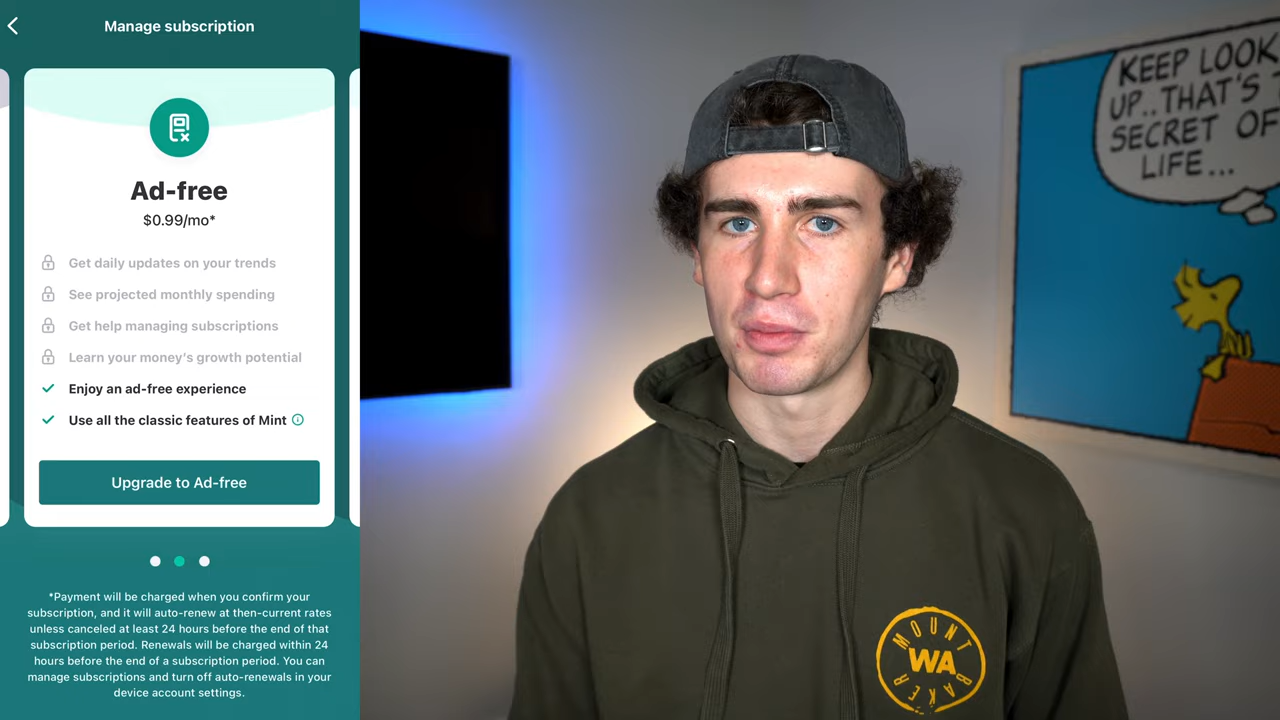 Manage subscription
Ad-free
$0.99/mo*
Get daily updates on your trends
See projected monthly spending
Get help managing subscriptions
Learn your money's growth potential
Enjoy an ad-free experience
Use all the classic features of Mint
Upgrade to Ad-free
*Payment will be charged when you confirm your
subscription, and it will auto-renew at then-current rates
unless canceled at least 24 hours before the end of that
subscription period. Renewals will be charged within 24
hours before the end of a subscription period. You can
manage subscriptions and turn off auto-renewals in your
device account settings.
KEEP LOOK
UP..THAT'S
SECRET OF
LIFE...
MOUNT
WA
BAKER